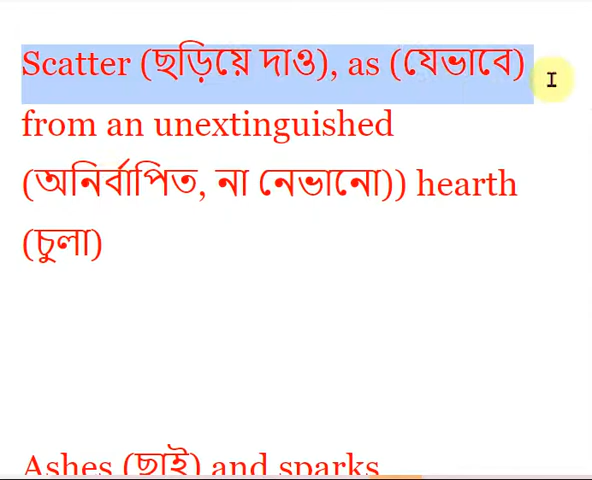 Scatter (ছড়িয়ে দাও), as (যেভাবে)
from an unextinguished
(অনির্বাপিত, না নেভানো)) hearth
(চুলা)
Ashes (ছাই) and sparks